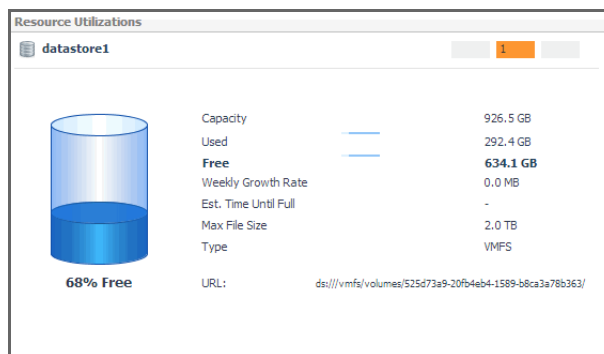 Resource Utilizations
datastore1 1
Capacity 926.5 GB
Used 292.4 GB
Free 634.1 GB
Weekly Growth Rate 0.0 MB
Est. Time Until Full -
Max File Size 2.0 TB
Type VMFS
68% Free URL: ds:///vmfs/volumes/525d73a9-20fb4eb4-1589-b8ca3a78b363/